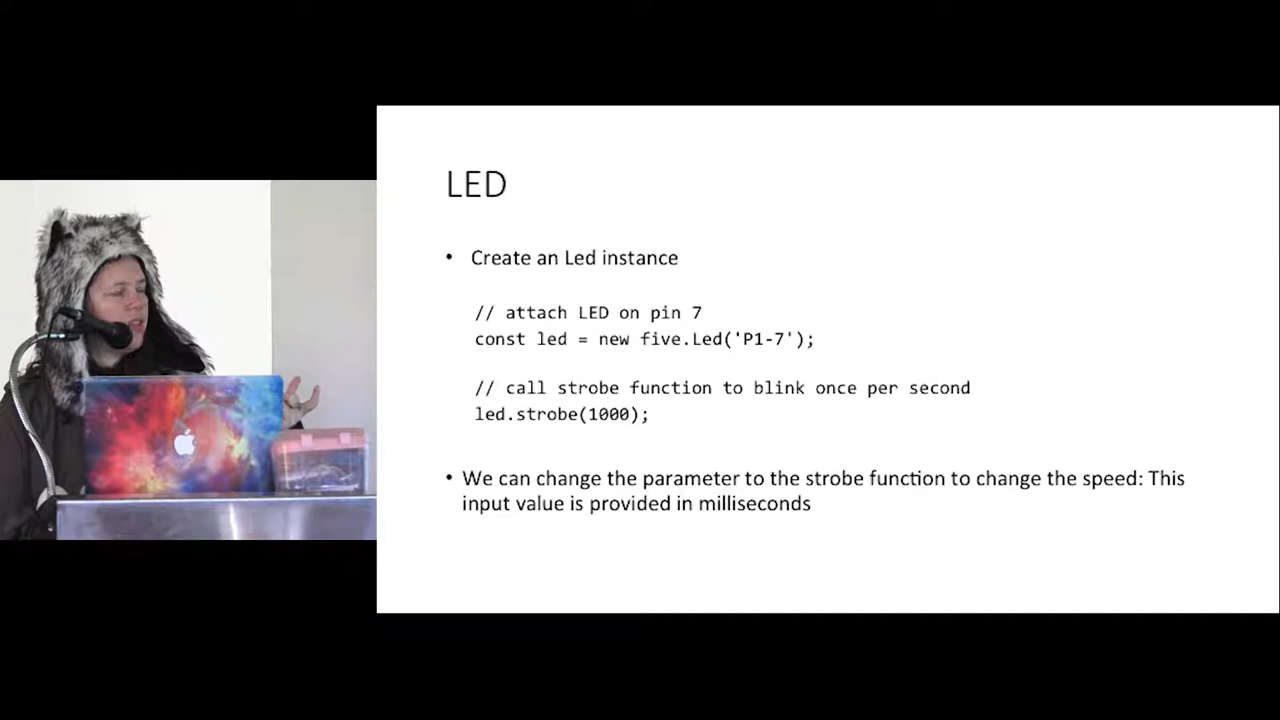 LED
• Create an Led instance
// attach LED on pin 7
const led = new five.Led('P1-7');
// call strobe function to blink once per second
led.strobe(1000);
• We can change the parameter to the strobe function to change the speed: This
input value is provided in milliseconds